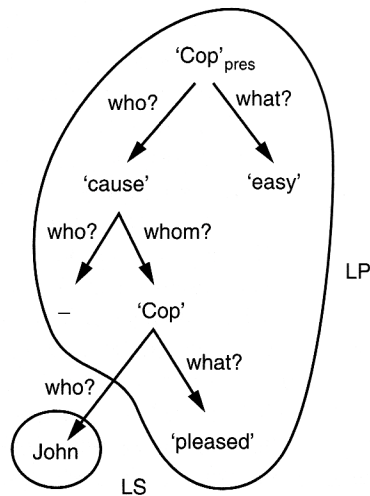 ‘Cop’pres
who? what?
‘cause’ ‘easy’
who? whom?
LP
– ‘Cop’
who? what?
John ‘pleased’
LS